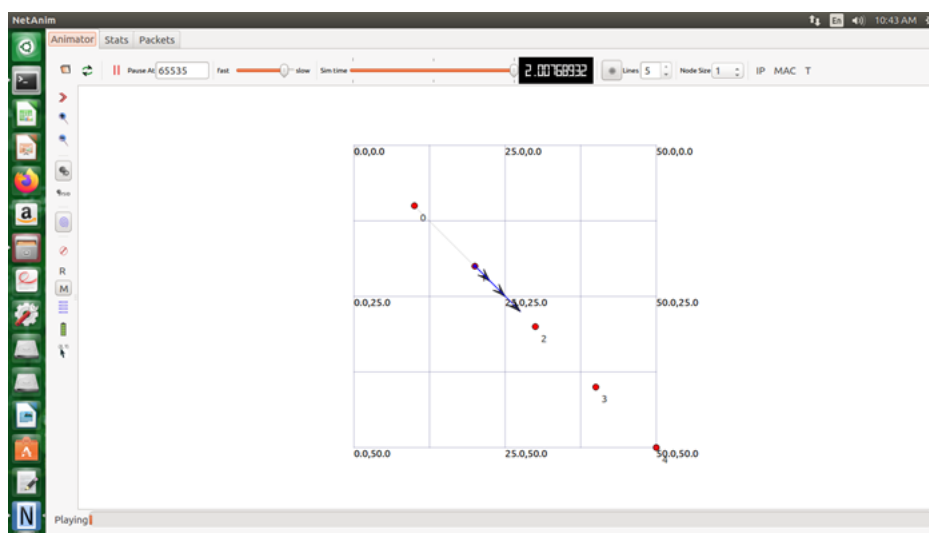 NetAnim
En 10:43 AM
Animator Stats Packets
Pause At 65535 fast slow Sim time 2.00768932 Lines 5 Node Size 1 IP MAC T
0.0,0.0 25.0,0.0 50.0,0.0
0
0.0,25.0 25.0,25.0 50.0,25.0
2
3
0.0,50.0 25.0,50.0 50.0,50.0
4
R
M
Playing